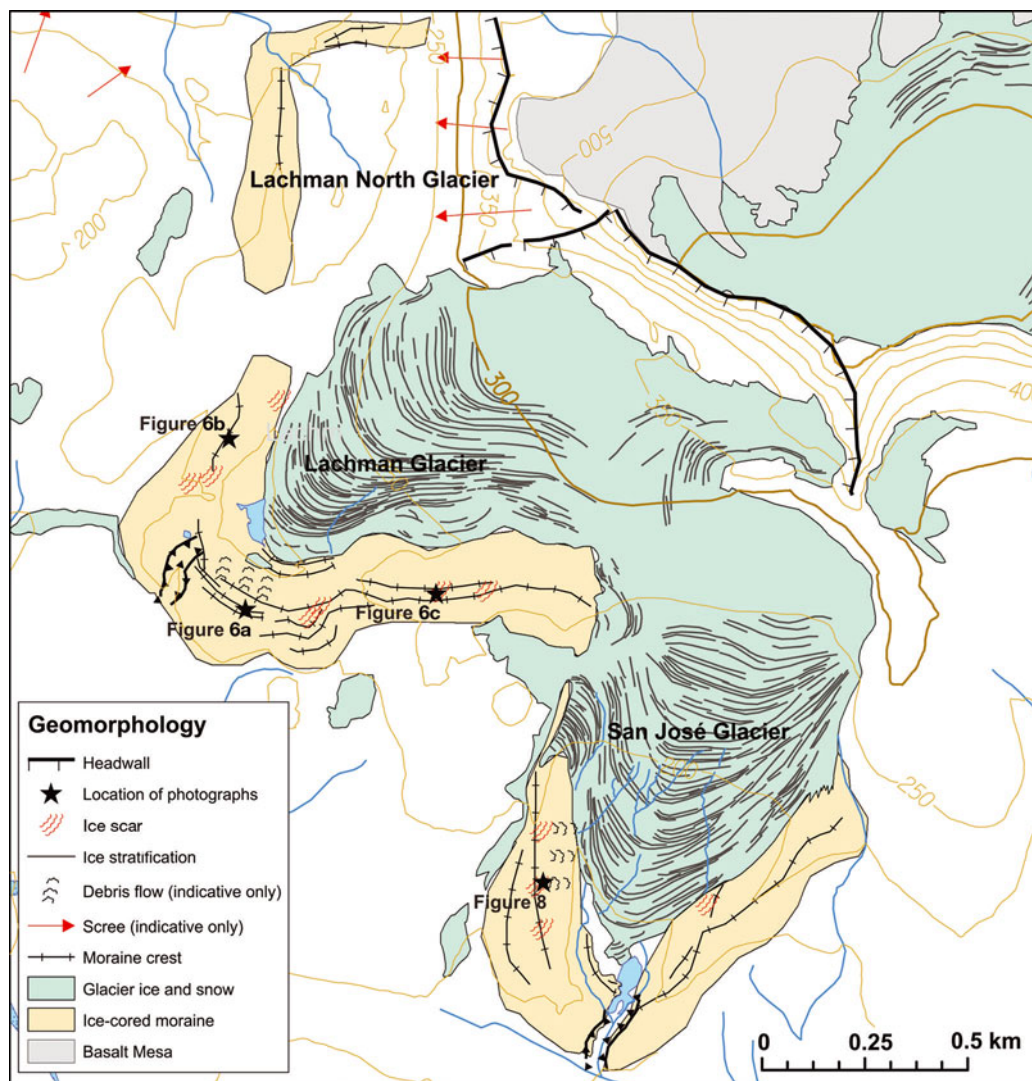 250
500
Lachman North Glacier
200
350
300
400
Figure 6b
Lachman Glacier
Figure 6c
Figure 6a
San José Glacier
250
Figure 8
Geomorphology
Headwall
Location of photographs
Ice scar
Ice stratification
Debris flow (indicative only)
Scree (indicative only)
Moraine crest
Glacier ice and snow
Ice-cored moraine
Basalt Mesa
0 0.25 0.5 km